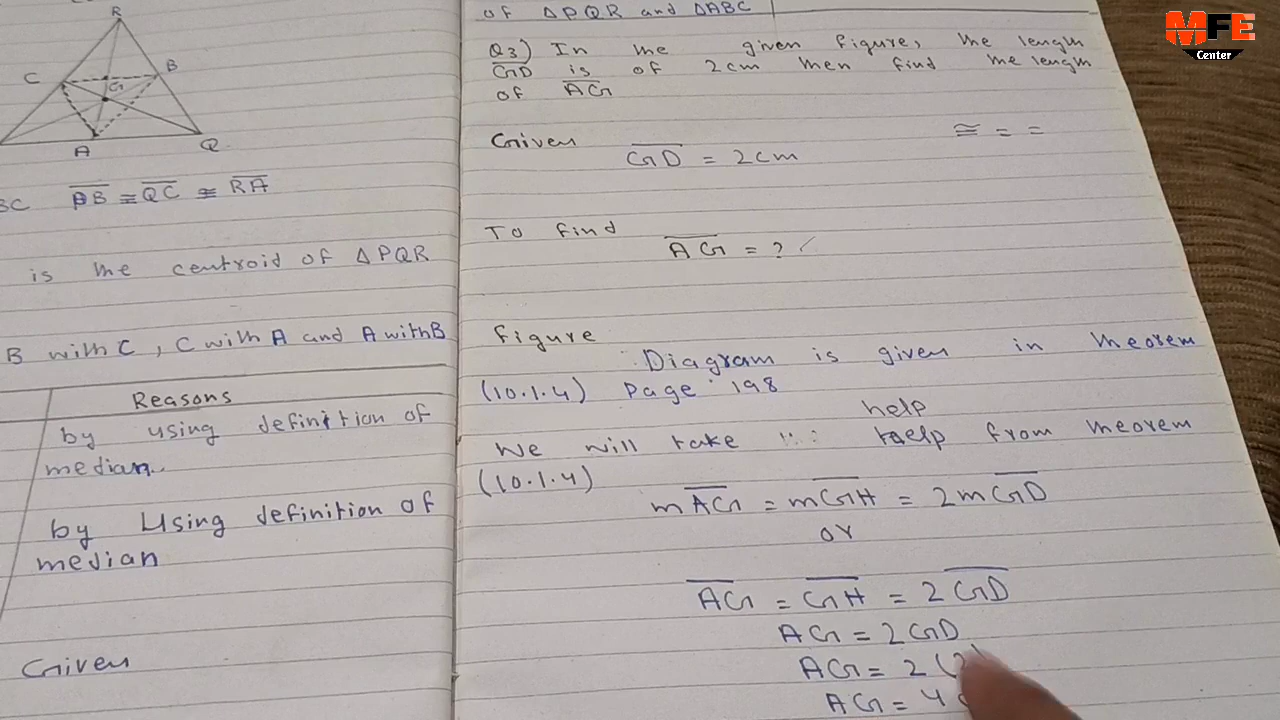 R
C
B
G
A
Q
BC PB ≅ QC ≅ RA
is the centroid of ΔPQR
B with C, C with A and A with B
Reasons
by using definition of
median.
by Using definition of
median
Given
of ΔPQR and ΔABC
Q3) In the given figure, the length
GD is of 2cm then find the length
of AG
≅ = =
Given
GD = 2cm
To find
AG = ?
figure
Diagram is given in theorem
(10.1.4) Page 198
help
We will take help from theorem
(10.1.4)
mAG = mGH = 2mGD
or
AG = GH = 2GD
AG = 2GD
AG = 2(2)
AG = 4
MFE
Center